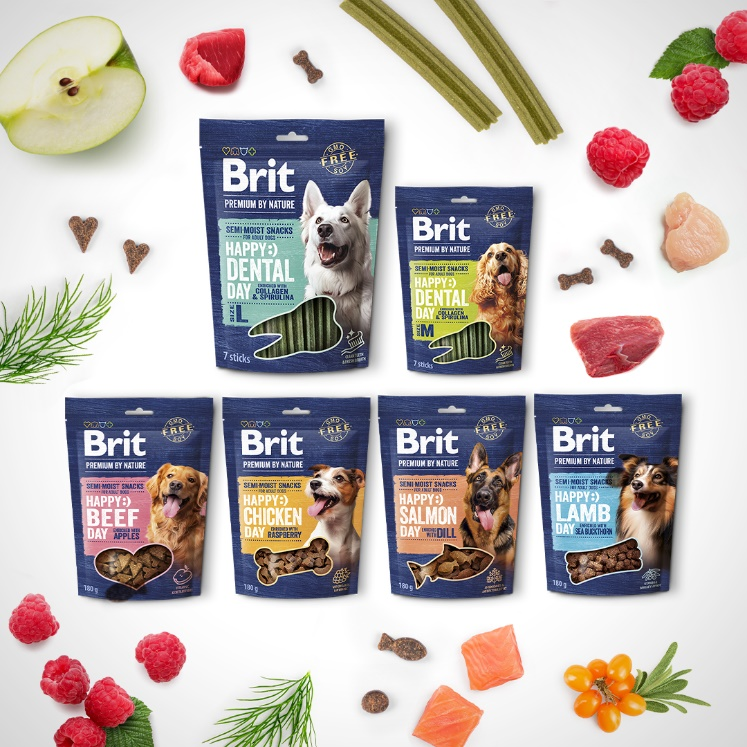 GMO
FREE
SOY
Brit
PREMIUM BY NATURE
SEMI-MOIST SNACKS
FOR ADULT DOGS
HAPPY:)
DENTAL
DAY
ENRICHED WITH
COLLAGEN
& SPIRULINA
SIZE L
7 sticks
GMO
FREE
SOY
Brit
PREMIUM BY NATURE
SEMI-MOIST SNACKS
FOR ADULT DOGS
HAPPY:)
DENTAL
DAY
ENRICHED WITH
COLLAGEN
& SPIRULINA
SIZE M
7 sticks
GMO
FREE
SOY
Brit
PREMIUM BY NATURE
SEMI-MOIST SNACKS
FOR ADULT DOGS
HAPPY:)
BEEF
DAY
ENRICHED WITH
APPLES
180 g
GMO
FREE
SOY
Brit
PREMIUM BY NATURE
SEMI-MOIST SNACKS
FOR ADULT DOGS
HAPPY:)
CHICKEN
DAY
ENRICHED WITH
RASPBERRY
180 g
GMO
FREE
SOY
Brit
PREMIUM BY NATURE
SEMI-MOIST SNACKS
FOR ADULT DOGS
HAPPY:)
SALMON
DAY
ENRICHED
WITH DILL
180 g
GMO
FREE
SOY
Brit
PREMIUM BY NATURE
SEMI-MOIST SNACKS
FOR ADULT DOGS
HAPPY:)
LAMB
DAY
ENRICHED WITH
SEA BUCKTHORN
180 g